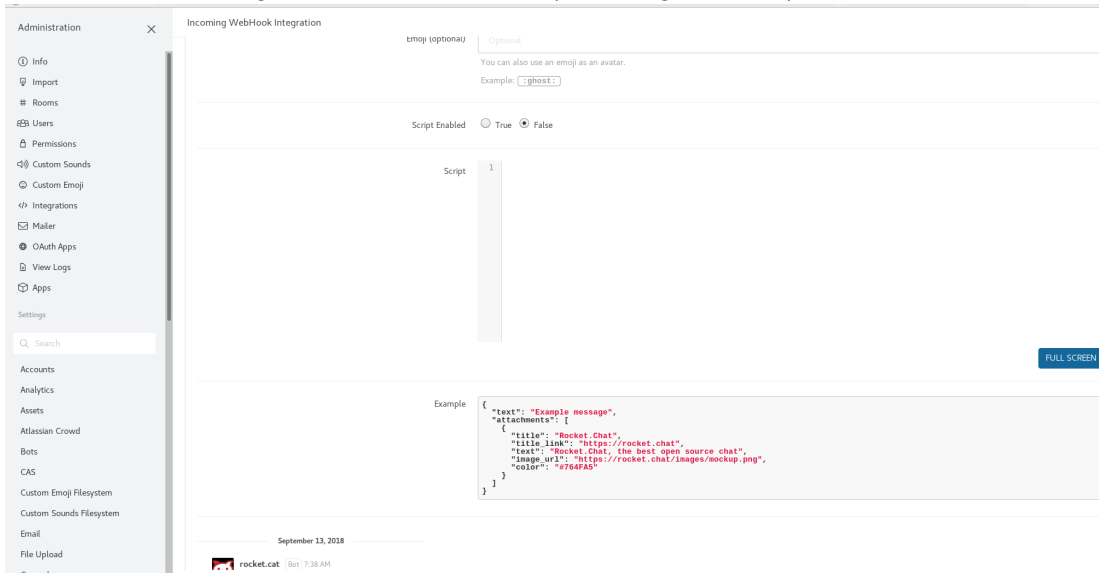 Administration
Info
Import
Rooms
Users
Permissions
Custom Sounds
Custom Emoji
Integrations
Mailer
OAuth Apps
View Logs
Apps
Settings
Search
Accounts
Analytics
Assets
Atlassian Crowd
Bots
CAS
Custom Emoji Filesystem
Custom Sounds Filesystem
Email
File Upload
Incoming WebHook Integration
Emoji (optional)
Optional
You can also use an emoji as an avatar.
Example: :ghost:
Script Enabled True False
Script
1
FULL SCREEN
Example
{
"text": "Example message",
"attachments": [
{
"title": "Rocket.Chat",
"title_link": "https://rocket.chat",
"text": "Rocket.Chat, the best open source chat",
"image_url": "https://rocket.chat/images/mockup.png",
"color": "#764FA5"
}
]
}
September 13, 2018
rocket.cat Bot 7:38 AM